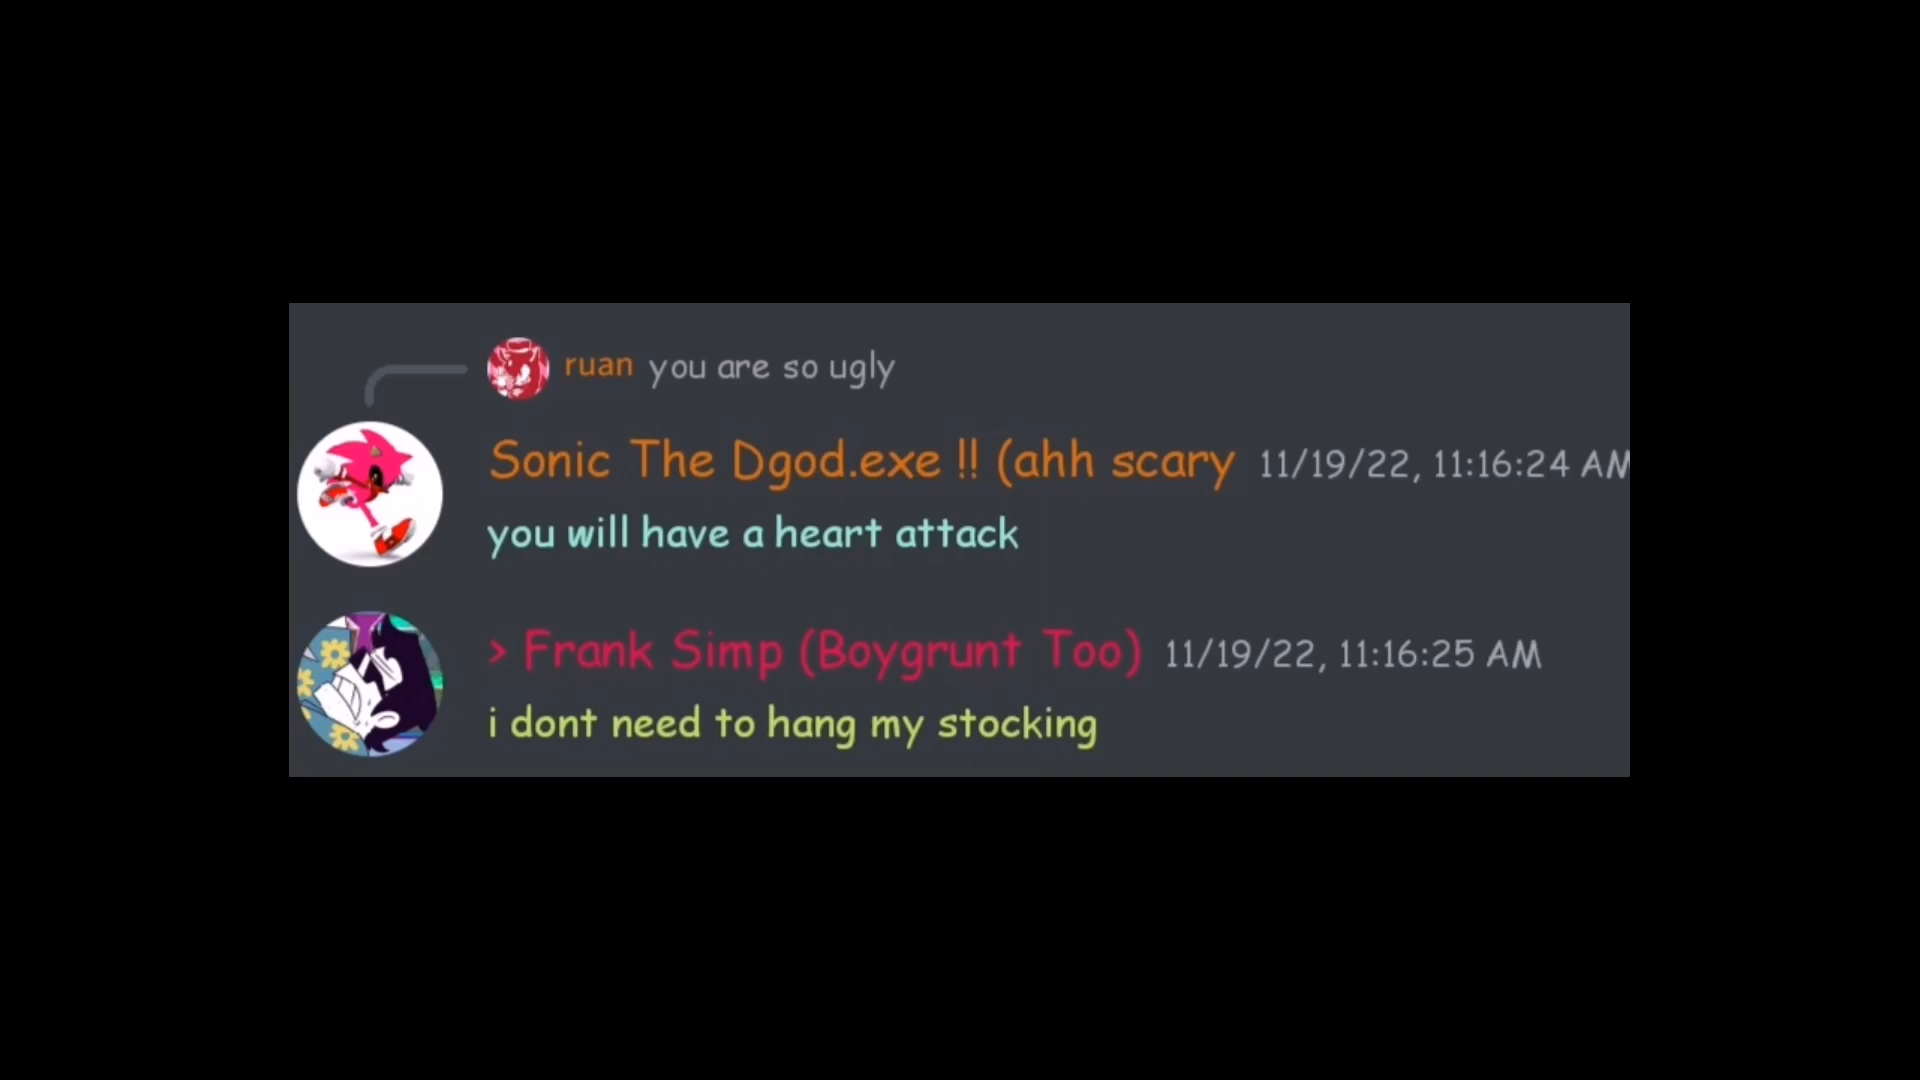 ruan you are so ugly
Sonic The Dgod.exe !! (ahh scary 11/19/22, 11:16:24 AM
you will have a heart attack
> Frank Simp (Boygrunt Too) 11/19/22, 11:16:25 AM
i dont need to hang my stocking